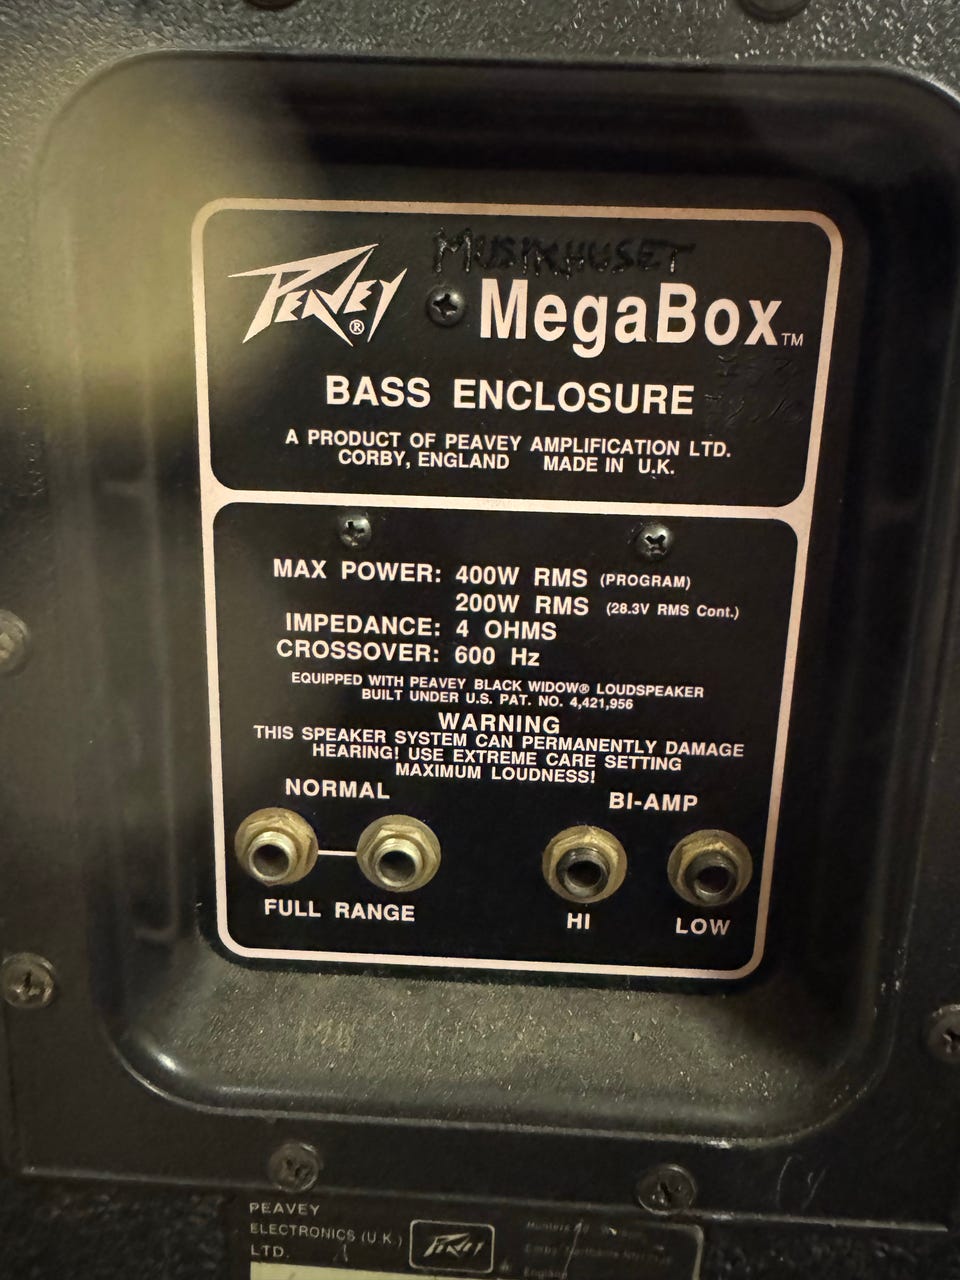 MUSIKHUSET
PEAVEY ®
MegaBox™
BASS ENCLOSURE
A PRODUCT OF PEAVEY AMPLIFICATION LTD.
CORBY, ENGLAND MADE IN U.K.
MAX POWER: 400W RMS (PROGRAM)
200W RMS (28.3V RMS Cont.)
IMPEDANCE: 4 OHMS
CROSSOVER: 600 Hz
EQUIPPED WITH PEAVEY BLACK WIDOW® LOUDSPEAKER
BUILT UNDER U.S. PAT. NO. 4,421,956
WARNING
THIS SPEAKER SYSTEM CAN PERMANENTLY DAMAGE
HEARING! USE EXTREME CARE SETTING
MAXIMUM LOUDNESS!
NORMAL
BI-AMP
FULL RANGE
HI
LOW
PEAVEY
ELECTRONICS (U.K.)
LTD.
PEAVEY
England